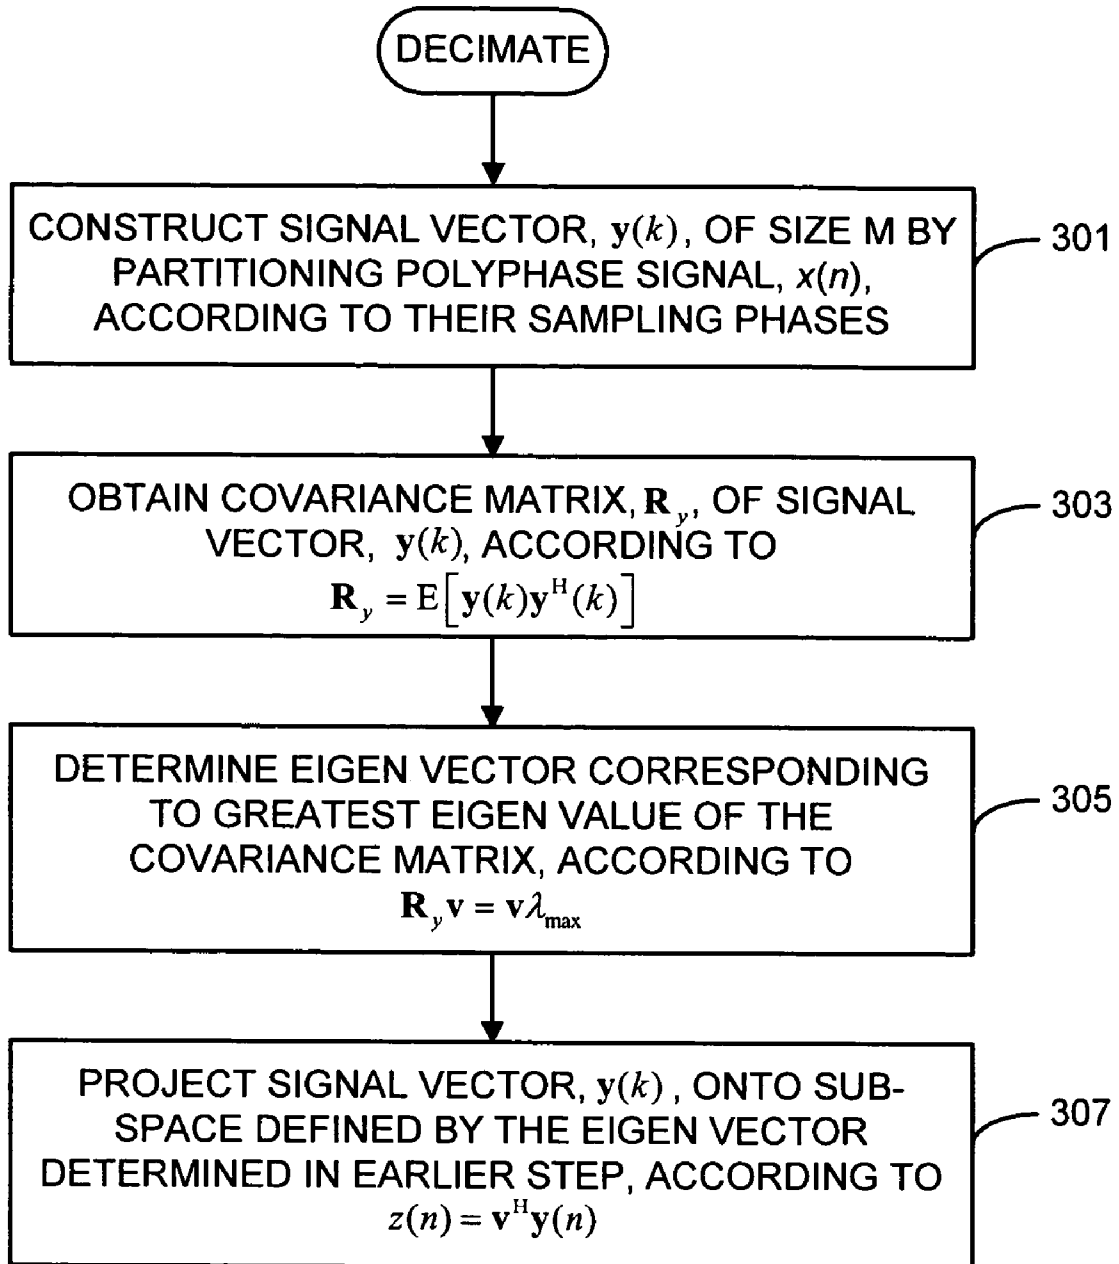 DECIMATE
CONSTRUCT SIGNAL VECTOR, y(k), OF SIZE M BY
PARTITIONING POLYPHASE SIGNAL, x(n),
ACCORDING TO THEIR SAMPLING PHASES
301
OBTAIN COVARIANCE MATRIX, R_y, OF SIGNAL
VECTOR, y(k), ACCORDING TO
R_y = E[y(k)y^H(k)]
303
DETERMINE EIGEN VECTOR CORRESPONDING
TO GREATEST EIGEN VALUE OF THE
COVARIANCE MATRIX, ACCORDING TO
R_y v = vλ_max
305
PROJECT SIGNAL VECTOR, y(k), ONTO SUB-
SPACE DEFINED BY THE EIGEN VECTOR
DETERMINED IN EARLIER STEP, ACCORDING TO
z(n) = v^H y(n)
307